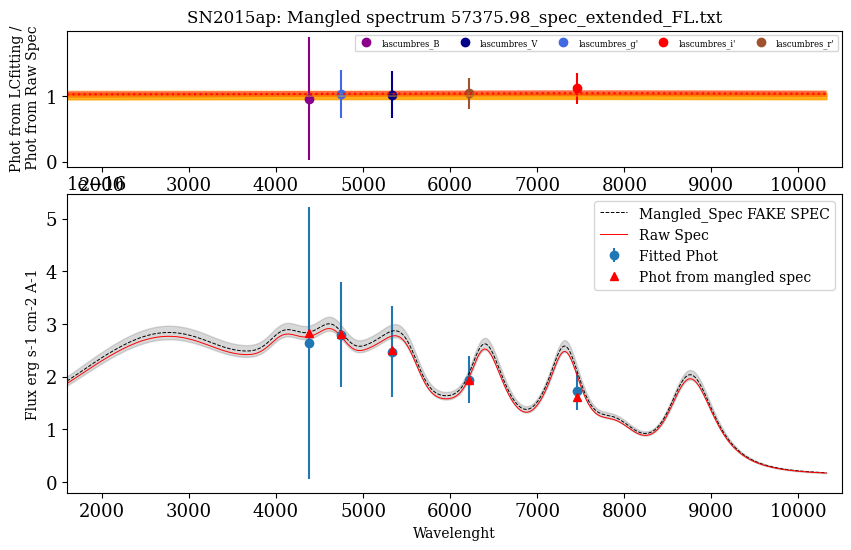 SN2015ap: Mangled spectrum 57375.98_spec_extended_FL.txt
Phot from LCfitting /
Phot from Raw Spec
lascumbres_B lascumbres_V lascumbres_g' lascumbres_i' lascumbres_r'
1
0
2000 3000 4000 5000 6000 7000 8000 9000 10000
Flux erg s-1 cm-2 A-1
Mangled_Spec FAKE SPEC
Raw Spec
Fitted Phot
Phot from mangled spec
5
4
3
2
1
0
2000 3000 4000 5000 6000 7000 8000 9000 10000
Wavelenght